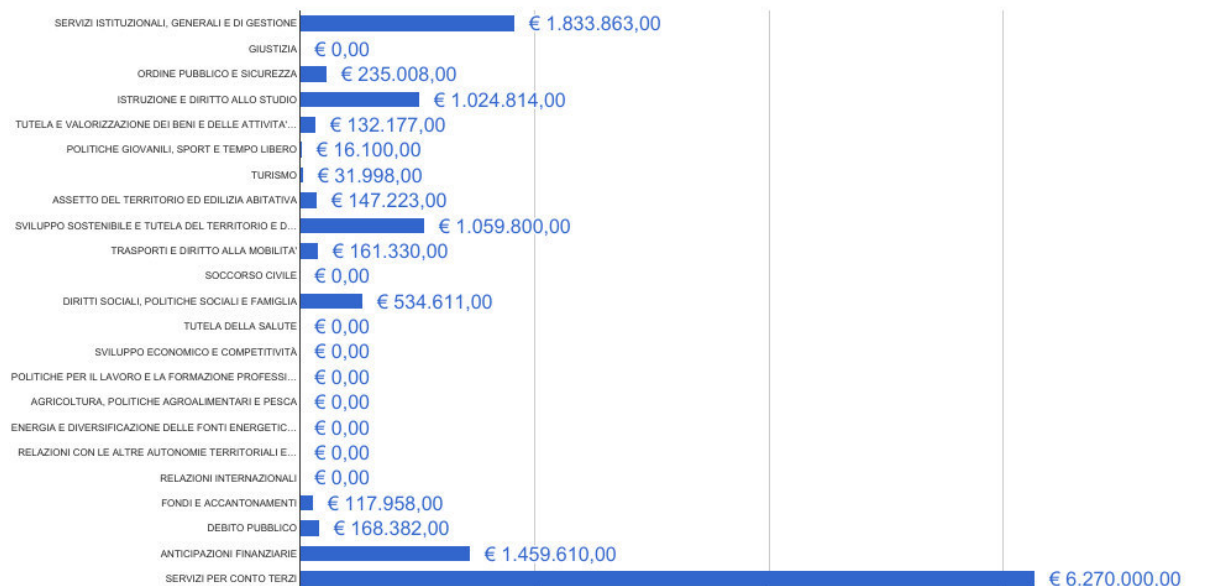 SERVIZI ISTITUZIONALI, GENERALI E DI GESTIONE € 1.833.863,00
GIUSTIZIA € 0,00
ORDINE PUBBLICO E SICUREZZA € 235.008,00
ISTRUZIONE E DIRITTO ALLO STUDIO € 1.024.814,00
TUTELA E VALORIZZAZIONE DEI BENI E DELLE ATTIVITA'... € 132.177,00
POLITICHE GIOVANILI, SPORT E TEMPO LIBERO € 16.100,00
TURISMO € 31.998,00
ASSETTO DEL TERRITORIO ED EDILIZIA ABITATIVA € 147.223,00
SVILUPPO SOSTENIBILE E TUTELA DEL TERRITORIO E D... € 1.059.800,00
TRASPORTI E DIRITTO ALLA MOBILITA' € 161.330,00
SOCCORSO CIVILE € 0,00
DIRITTI SOCIALI, POLITICHE SOCIALI E FAMIGLIA € 534.611,00
TUTELA DELLA SALUTE € 0,00
SVILUPPO ECONOMICO E COMPETITIVITÀ € 0,00
POLITICHE PER IL LAVORO E LA FORMAZIONE PROFESSI... € 0,00
AGRICOLTURA, POLITICHE AGROALIMENTARI E PESCA € 0,00
ENERGIA E DIVERSIFICAZIONE DELLE FONTI ENERGETIC... € 0,00
RELAZIONI CON LE ALTRE AUTONOMIE TERRITORIALI E... € 0,00
RELAZIONI INTERNAZIONALI € 0,00
FONDI E ACCANTONAMENTI € 117.958,00
DEBITO PUBBLICO € 168.382,00
ANTICIPAZIONI FINANZIARIE € 1.459.610,00
SERVIZI PER CONTO TERZI € 6.270.000,00